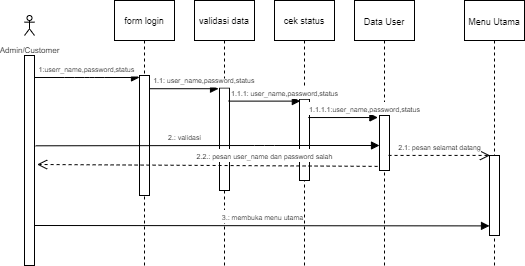 form login
validasi data
cek status
Data User
Menu Utama
Admin/Customer
1:userr_name,password,status
1.1: user_name,password,status
1.1.1: user_name,password,status
1.1.1.1:user_name,password,status
2.: validasi
2.1: pesan selamat datang
2.2.: pesan user_name dan password salah
3.: membuka menu utama